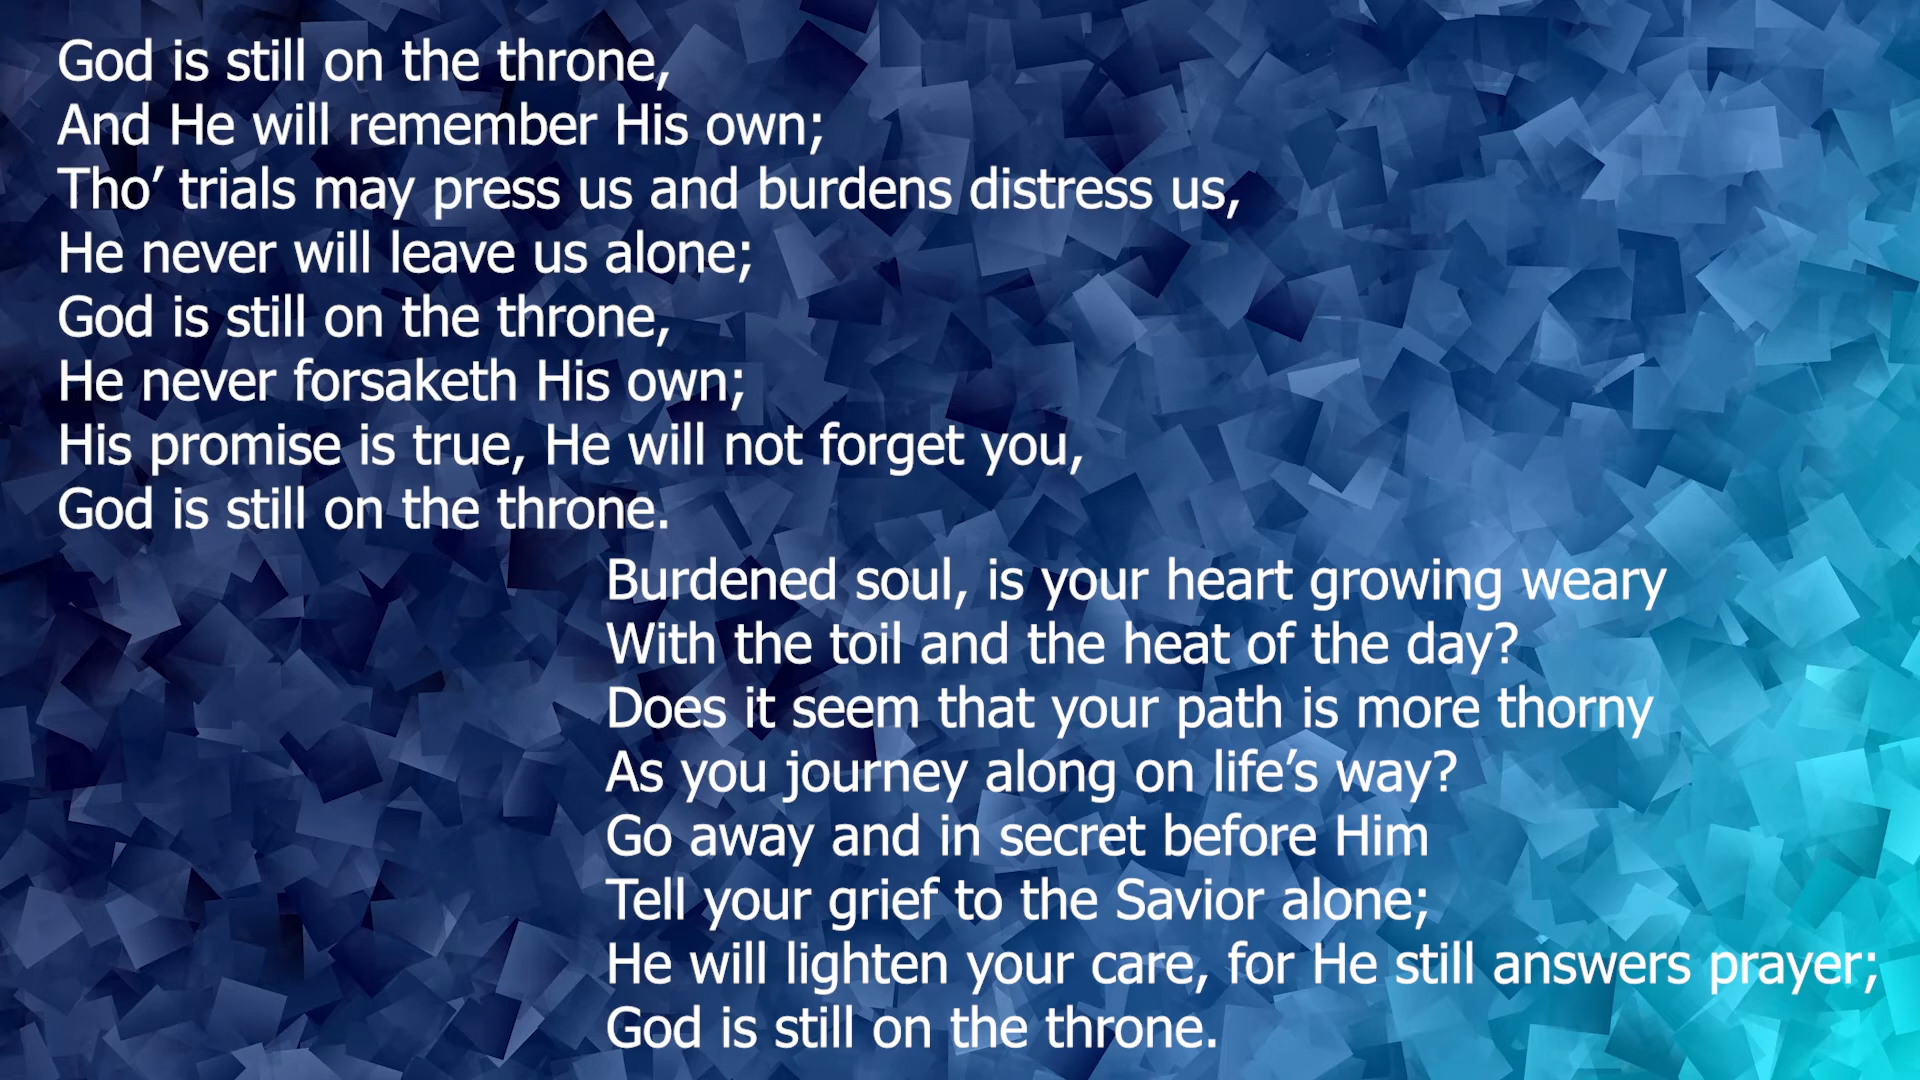 God is still on the throne,
And He will remember His own;
Tho’ trials may press us and burdens distress us,
He never will leave us alone;
God is still on the throne,
He never forsaketh His own;
His promise is true, He will not forget you,
God is still on the throne.
Burdened soul, is your heart growing weary
With the toil and the heat of the day?
Does it seem that your path is more thorny
As you journey along on life’s way?
Go away and in secret before Him
Tell your grief to the Savior alone;
He will lighten your care, for He still answers prayer;
God is still on the throne.